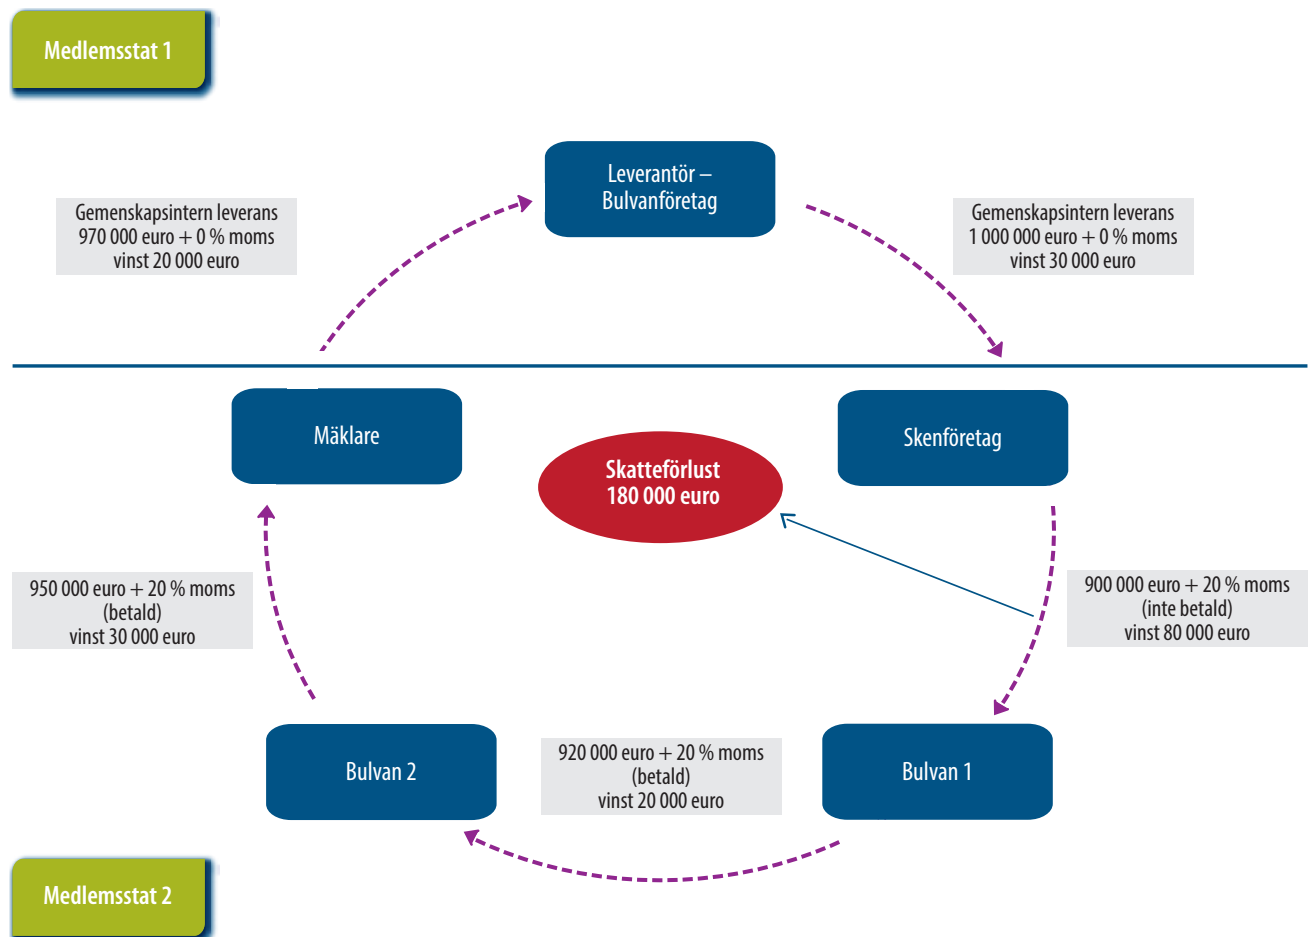 Medlemsstat 1
Leverantör –
Bulvanföretag
Gemenskapsintern leverans
970 000 euro + 0 % moms
vinst 20 000 euro
Gemenskapsintern leverans
1 000 000 euro + 0 % moms
vinst 30 000 euro
Mäklare
Skenföretag
Skatteförlust
180 000 euro
950 000 euro + 20 % moms
(betald)
vinst 30 000 euro
900 000 euro + 20 % moms
(inte betald)
vinst 80 000 euro
Bulvan 2
920 000 euro + 20 % moms
(betald)
vinst 20 000 euro
Bulvan 1
Medlemsstat 2